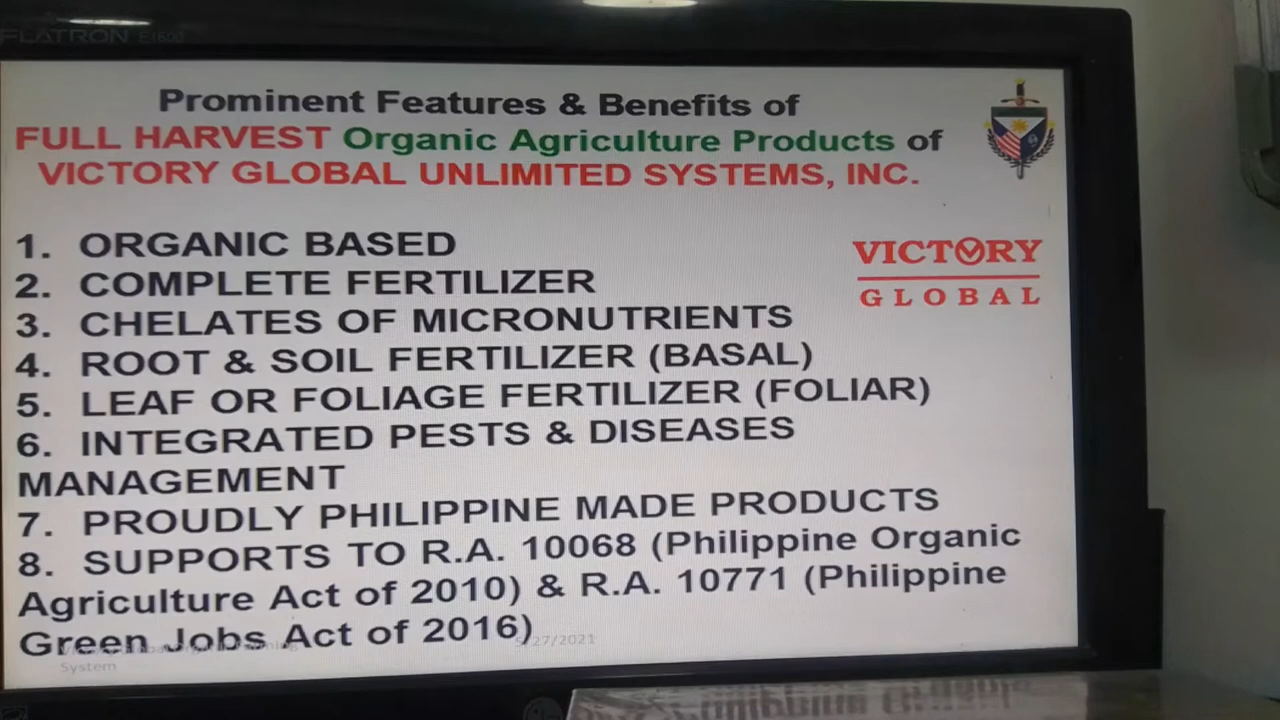 FLATRON E1600
Prominent Features & Benefits of
FULL HARVEST Organic Agriculture Products of
VICTORY GLOBAL UNLIMITED SYSTEMS, INC.
1. ORGANIC BASED
2. COMPLETE FERTILIZER
3. CHELATES OF MICRONUTRIENTS
4. ROOT & SOIL FERTILIZER (BASAL)
5. LEAF OR FOLIAGE FERTILIZER (FOLIAR)
6. INTEGRATED PESTS & DISEASES
MANAGEMENT
7. PROUDLY PHILIPPINE MADE PRODUCTS
8. SUPPORTS TO R.A. 10068 (Philippine Organic
Agriculture Act of 2010) & R.A. 10771 (Philippine
Green Jobs Act of 2016)
VICTORY
GLOBAL
5/27/2021
System